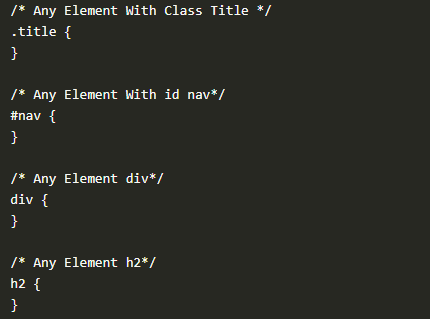 /* Any Element With Class Title */
.title {
}
/* Any Element With id nav*/
#nav {
}
/* Any Element div*/
div {
}
/* Any Element h2*/
h2 {
}